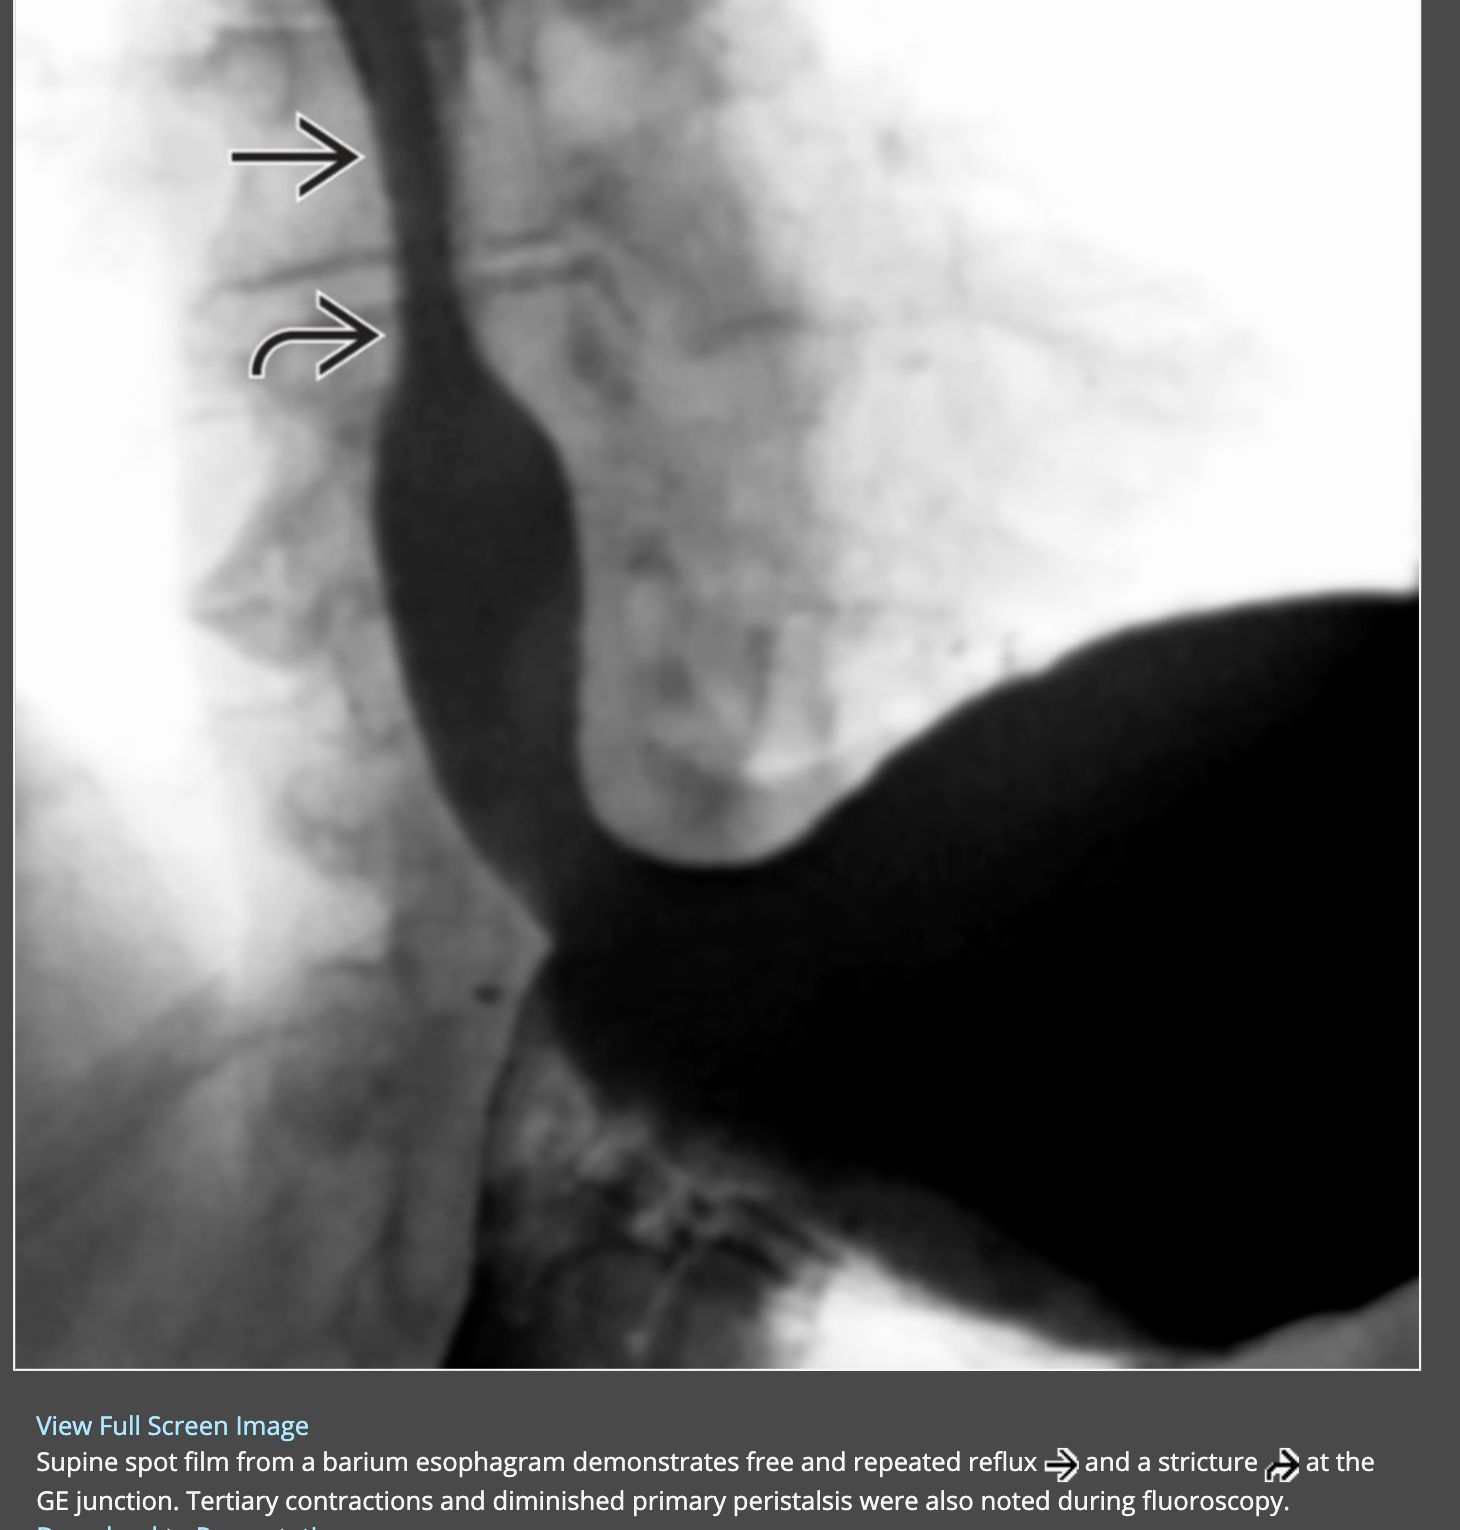 View Full Screen Image
Supine spot film from a barium esophagram demonstrates free and repeated reflux and a stricture at the
GE junction. Tertiary contractions and diminished primary peristalsis were also noted during fluoroscopy.